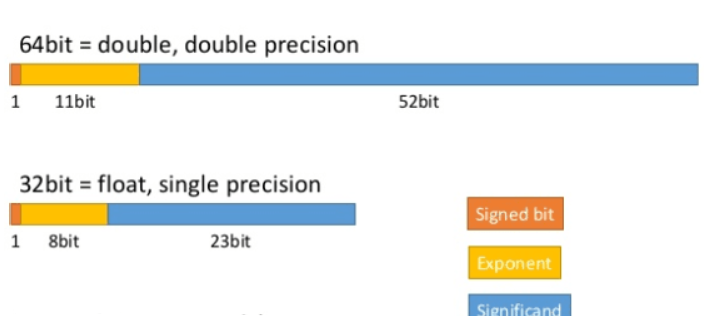 64bit = double, double precision
1 11bit 52bit
32bit = float, single precision
1 8bit 23bit
Signed bit
Exponent
Significand